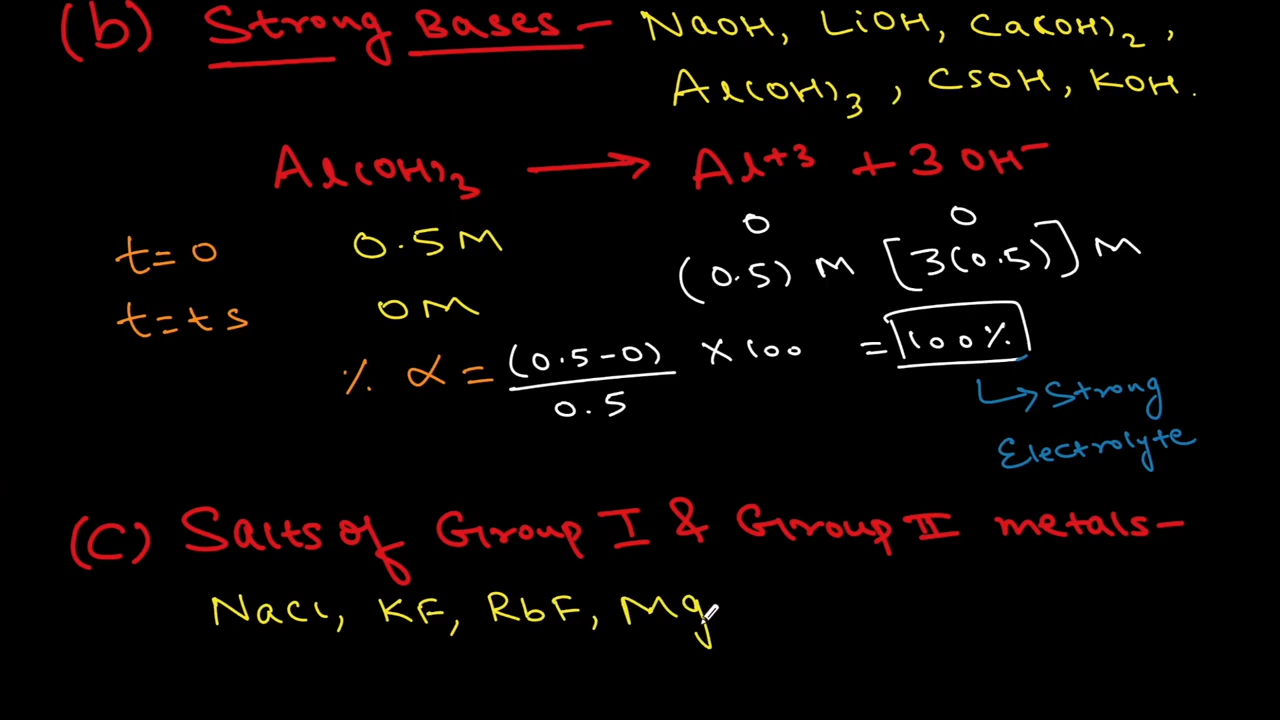 (b) Strong Bases – NaOH, LiOH, Ca(OH)2,
Al(OH)3, CsOH, KOH.
Al(OH)3 → Al+3 + 3OH−
0 0
t=0 0.5M (0.5) M [3(0.5)] M
t=ts 0M
% α = (0.5-0) / 0.5 × 100 = 100%
↳ Strong
Electrolyte
(C) Salts of Group I & Group II metals –
NaCl, KF, RbF, Mg